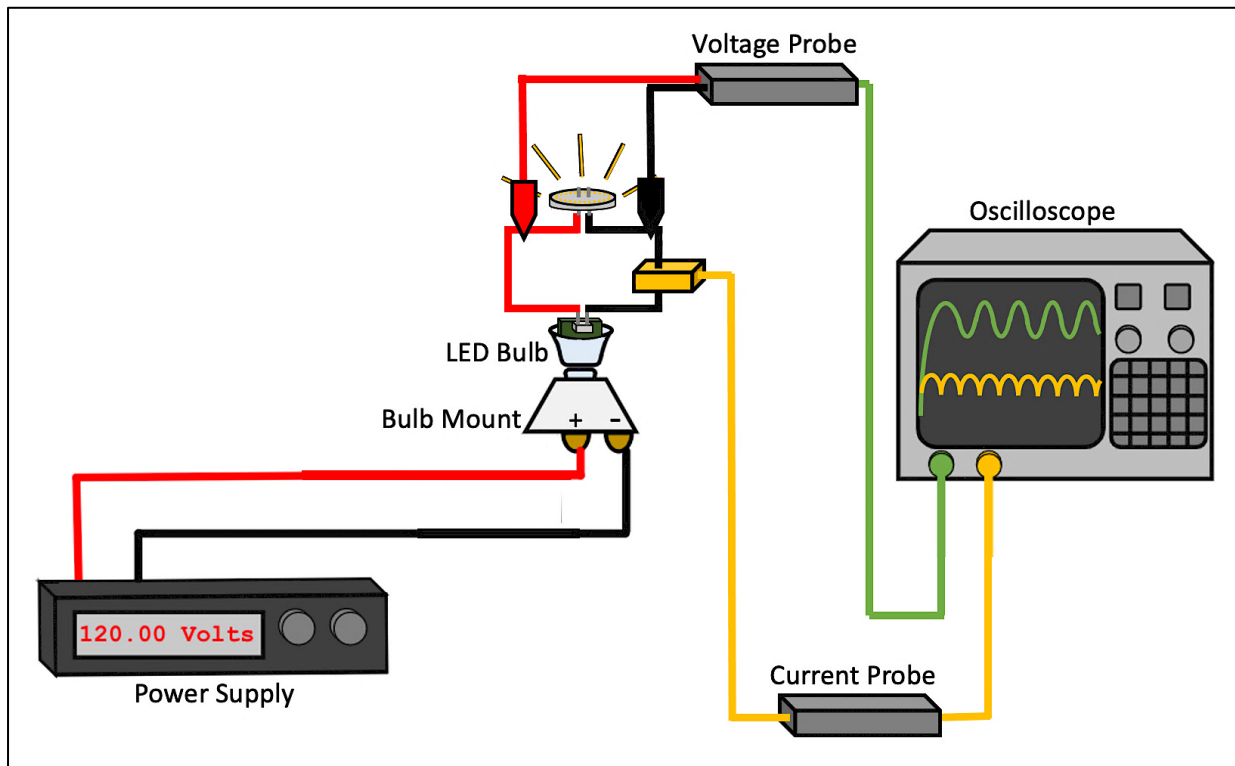 Voltage Probe
Oscilloscope
LED Bulb
Bulb Mount
+ -
120.00 Volts
Power Supply
Current Probe